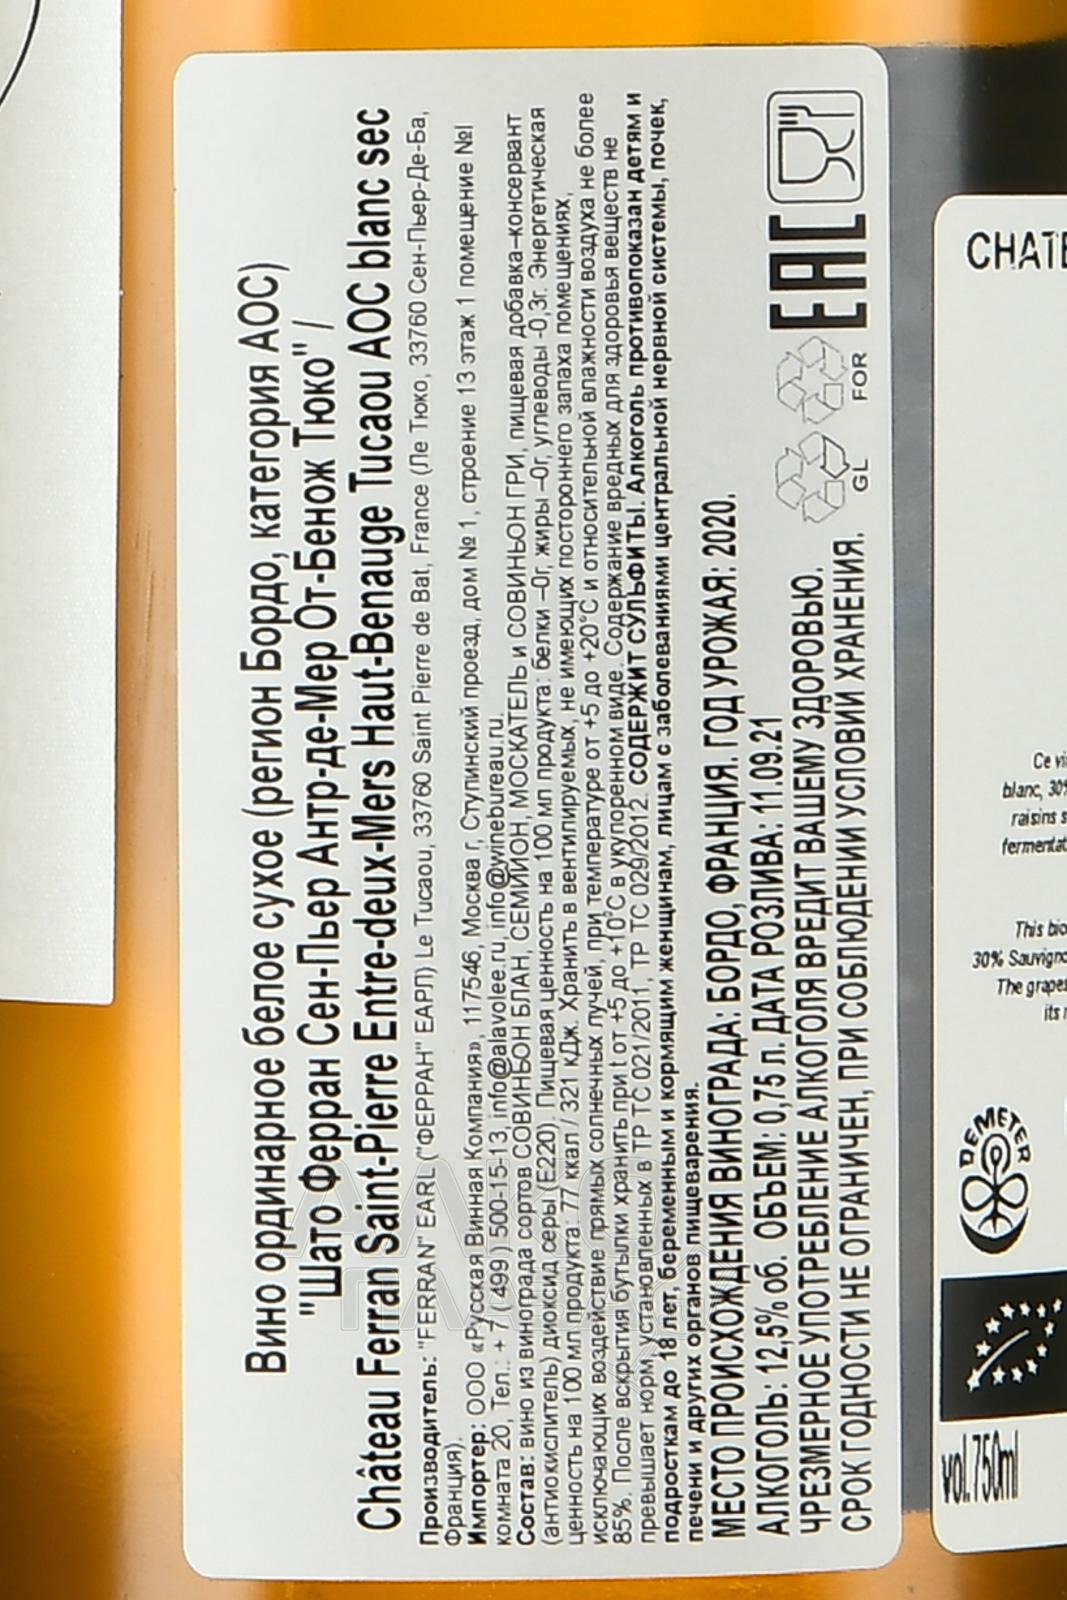 Вино ординарное белое сухое (регион Бордо, категория АОС)
"Шато Ферран Сен-Пьер Антр-де-Мер От-Бенож Тюко" /
Château Ferran Saint-Pierre Entre-deux-Mers Haut-Benauge Tucaou AOC blanc sec
Производитель: "FERRAN" EARL ("ФЕРРАН" ЕАРЛ) Le Tucaou, 33760 Saint Pierre de Bat, France (Ле Тюко, 33760 Сен-Пьер-Де-Ба,
Франция).
Импортер: ООО «Русская Винная Компания», 117546, Москва г, Ступинский проезд, дом № 1, строение 13 этаж 1 помещение №I
комната 20, Тел.: + 7 (499) 500-15-13, info@alavolee.ru, info@winebureau.ru.
Состав: вино из винограда сортов СОВИНЬОН БЛАН, СЕМИЙОН, МОСКАТЕЛЬ и СОВИНЬОН ГРИ, пищевая добавка–консервант
(антиокислитель) диоксид серы (Е220). Пищевая ценность на 100 мл продукта: белки –0г, жиры –0г, углеводы -0,3г. Энергетическая
ценность на 100 мл продукта: 77 ккал / 321 кДж. Хранить в вентилируемых, не имеющих постороннего запаха помещениях,
исключающих воздействие прямых солнечных лучей, при температуре от +5 до +20°С и относительной влажности воздуха не более
85%. После вскрытия бутылки хранить при t от +5 до +10°С в укупоренном виде. Содержание вредных для здоровья веществ не
превышает норм, установленных в ТР ТС 021/2011, ТР ТС 029/2012. СОДЕРЖИТ СУЛЬФИТЫ. Алкоголь противопоказан детям и
подросткам до 18 лет, беременным и кормящим женщинам, лицам с заболеваниями центральной нервной системы, почек,
печени и других органов пищеварения.
МЕСТО ПРОИСХОЖДЕНИЯ ВИНОГРАДА: БОРДО, ФРАНЦИЯ. ГОД УРОЖАЯ: 2020.
АЛКОГОЛЬ: 12,5% об. ОБЪЕМ: 0,75 л. ДАТА РОЗЛИВА: 11.09.21
ЧРЕЗМЕРНОЕ УПОТРЕБЛЕНИЕ АЛКОГОЛЯ ВРЕДИТ ВАШЕМУ ЗДОРОВЬЮ.
СРОК ГОДНОСТИ НЕ ОГРАНИЧЕН, ПРИ СОБЛЮДЕНИИ УСЛОВИЙ ХРАНЕНИЯ.
GL FOR
EAC
CHATE
Ce vi
blanc, 30%
raisins s
fermentat
This bio
30% Sauvigno
The grapes
its
DEMETER
vol.750ml